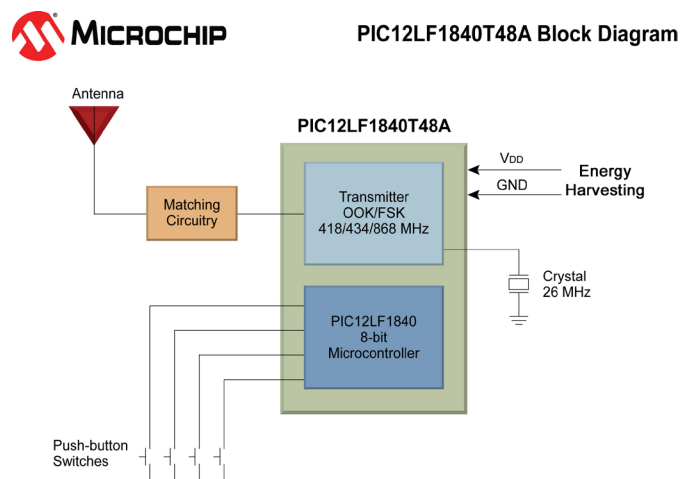 MICROCHIP
PIC12LF1840T48A Block Diagram
Antenna
PIC12LF1840T48A
VDD
GND
Energy
Harvesting
Matching
Circuitry
Transmitter
OOK/FSK
418/434/868 MHz
Crystal
26 MHz
PIC12LF1840
8-bit
Microcontroller
Push-button
Switches